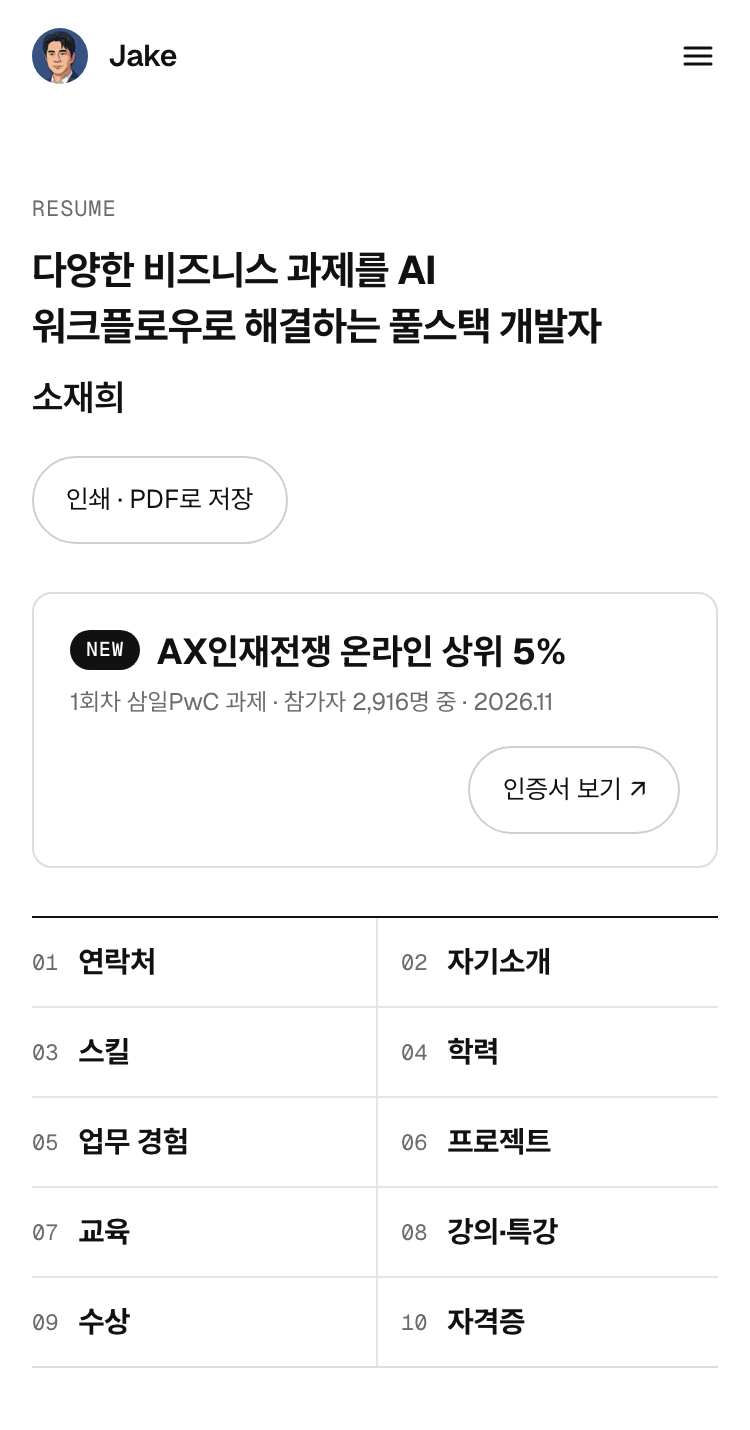 Jake
RESUME
다양한 비즈니스 과제를 AI
워크플로우로 해결하는 풀스택 개발자
소재희
인쇄 · PDF로 저장
NEW AX인재전쟁 온라인 상위 5%
1회차 삼일PwC 과제 · 참가자 2,916명 중 · 2026.11
인증서 보기 ↗
01 연락처
02 자기소개
03 스킬
04 학력
05 업무 경험
06 프로젝트
07 교육
08 강의·특강
09 수상
10 자격증